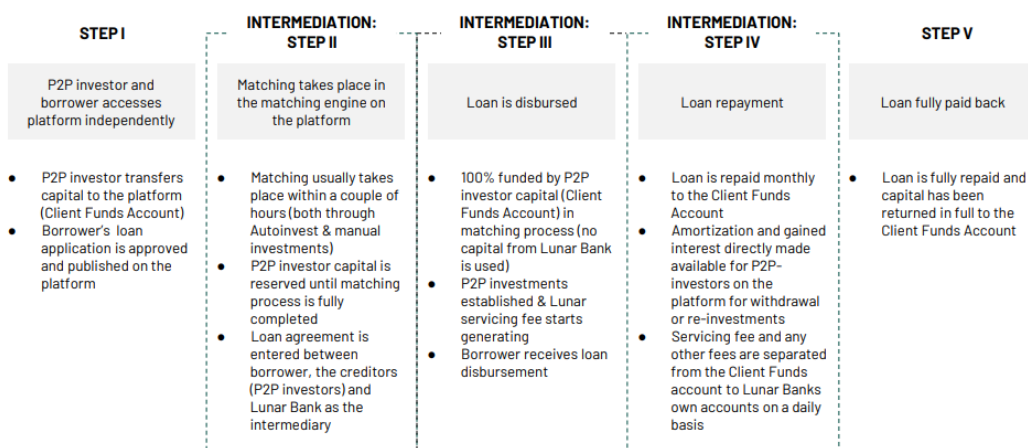 STEP I
P2P investor and
borrower accesses
platform independently
● P2P investor transfers
capital to the platform
(Client Funds Account)
● Borrower's loan
application is approved
and published on the
platform
INTERMEDIATION:
STEP II
Matching takes place in
the matching engine on
the platform
● Matching usually takes
place within a couple of
hours (both through
Autoinvest & manual
investments)
● P2P investor capital is
reserved until matching
process is fully
completed
● Loan agreement is
entered between
borrower, the creditors
(P2P investors) and
Lunar Bank as the
intermediary
INTERMEDIATION:
STEP III
Loan is disbursed
● 100% funded by P2P
investor capital (Client
Funds Account) in
matching process (no
capital from Lunar Bank
is used)
● P2P investments
established & Lunar
servicing fee starts
generating
● Borrower receives loan
disbursement
INTERMEDIATION:
STEP IV
Loan repayment
● Loan is repaid monthly
to the Client Funds
Account
● Amortization and gained
interest directly made
available for P2P-
investors on the
platform for withdrawal
or re-investments
● Servicing fee and any
other fees are separated
from the Client Funds
account to Lunar Banks
own accounts on a daily
basis
STEP V
Loan fully paid back
● Loan is fully repaid and
capital has been
returned in full to the
Client Funds Account